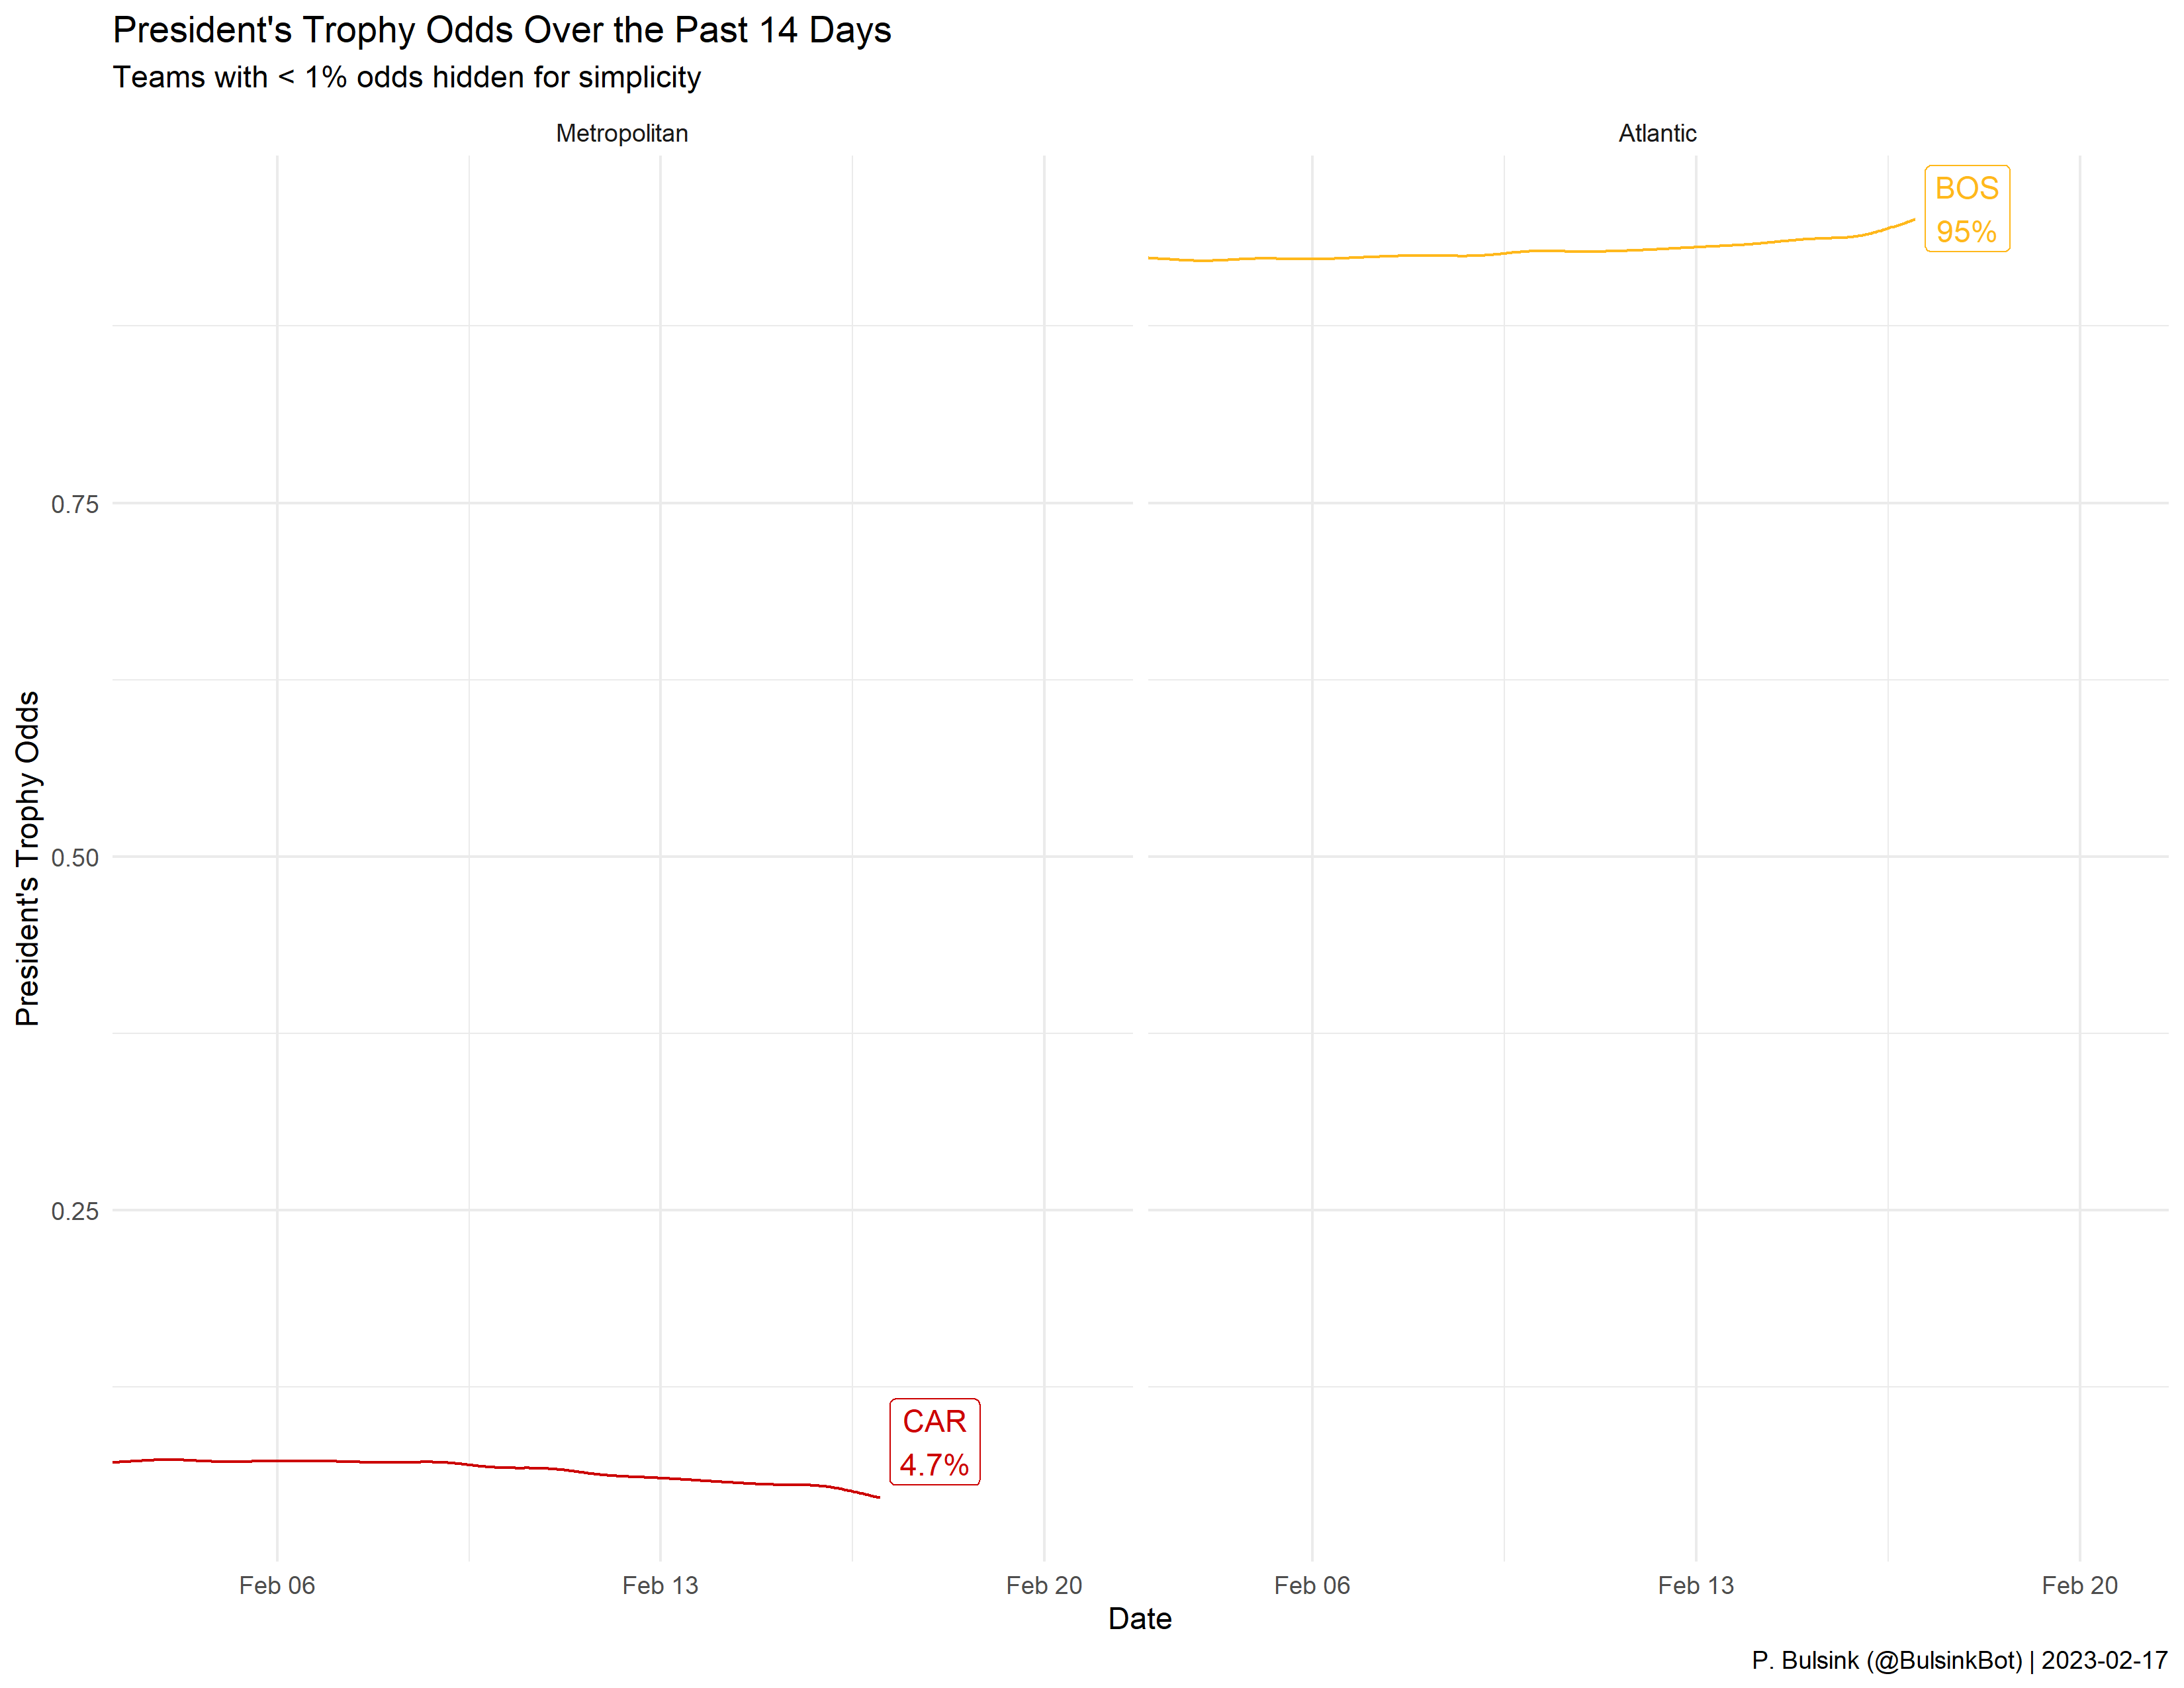 President's Trophy Odds Over the Past 14 Days
Teams with < 1% odds hidden for simplicity
Metropolitan
Atlantic
BOS
95%
0.75
0.50
0.25
President's Trophy Odds
CAR
4.7%
Feb 06
Feb 13
Feb 20
Feb 06
Feb 13
Feb 20
Date
P. Bulsink (@BulsinkBot) | 2023-02-17